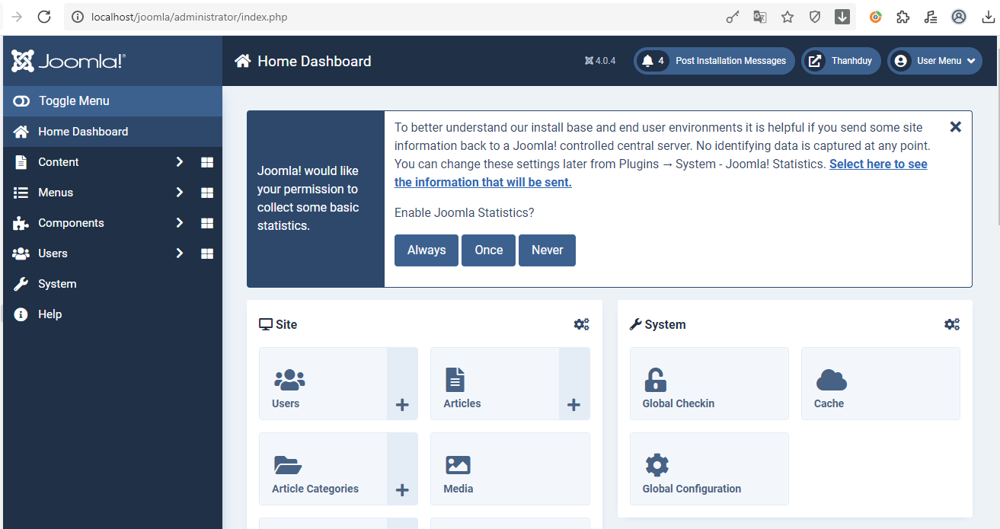 localhost/joomla/administrator/index.php
Joomla!®
Home Dashboard
4.0.4
4 Post Installation Messages
Thanhduy
User Menu
Toggle Menu
Home Dashboard
Content
Menus
Components
Users
System
Help
Joomla! would like
your permission to
collect some basic
statistics.
To better understand our install base and end user environments it is helpful if you send some site
information back to a Joomla! controlled central server. No identifying data is captured at any point.
You can change these settings later from Plugins → System - Joomla! Statistics. Select here to see
the information that will be sent.
Enable Joomla Statistics?
Always Once Never
Site
Users
Articles
Article Categories
Media
System
Global Checkin
Cache
Global Configuration